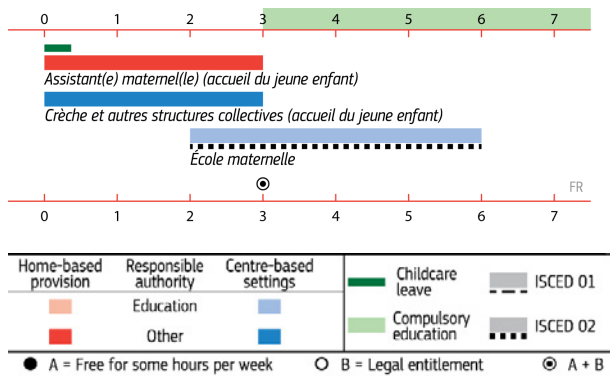 0 1 2 3 4 5 6 7
Assistant(e) maternel(le) (accueil du jeune enfant)
Crèche et autres structures collectives (accueil du jeune enfant)
École maternelle
FR
0 1 2 3 4 5 6 7
Home-based provision Responsible authority Centre-based settings
Education
Other
Childcare leave
ISCED 01
Compulsory education
ISCED 02
A = Free for some hours per week B = Legal entitlement A + B